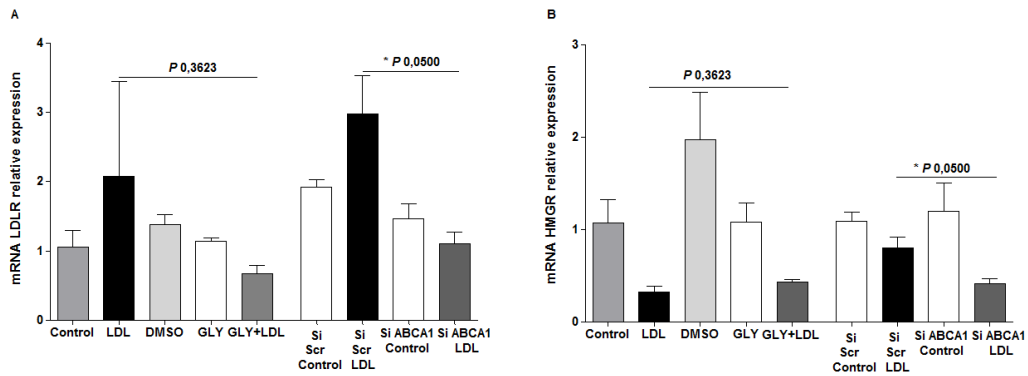 A
mRNA LDLR relative expression
4
3
2
1
0
P 0,3623
* P 0,0500
Control
LDL
DMSO
GLY
GLY+LDL
Si
Scr
Control
Si
Scr
LDL
Si ABCA1
Control
Si ABCA1
LDL
B
mRNA HMGR relative expression
3
2
1
0
P 0,3623
* P 0,0500
Control
LDL
DMSO
GLY
GLY+LDL
Si
Scr
Control
Si
Scr
LDL
Si ABCA1
Control
Si ABCA1
LDL